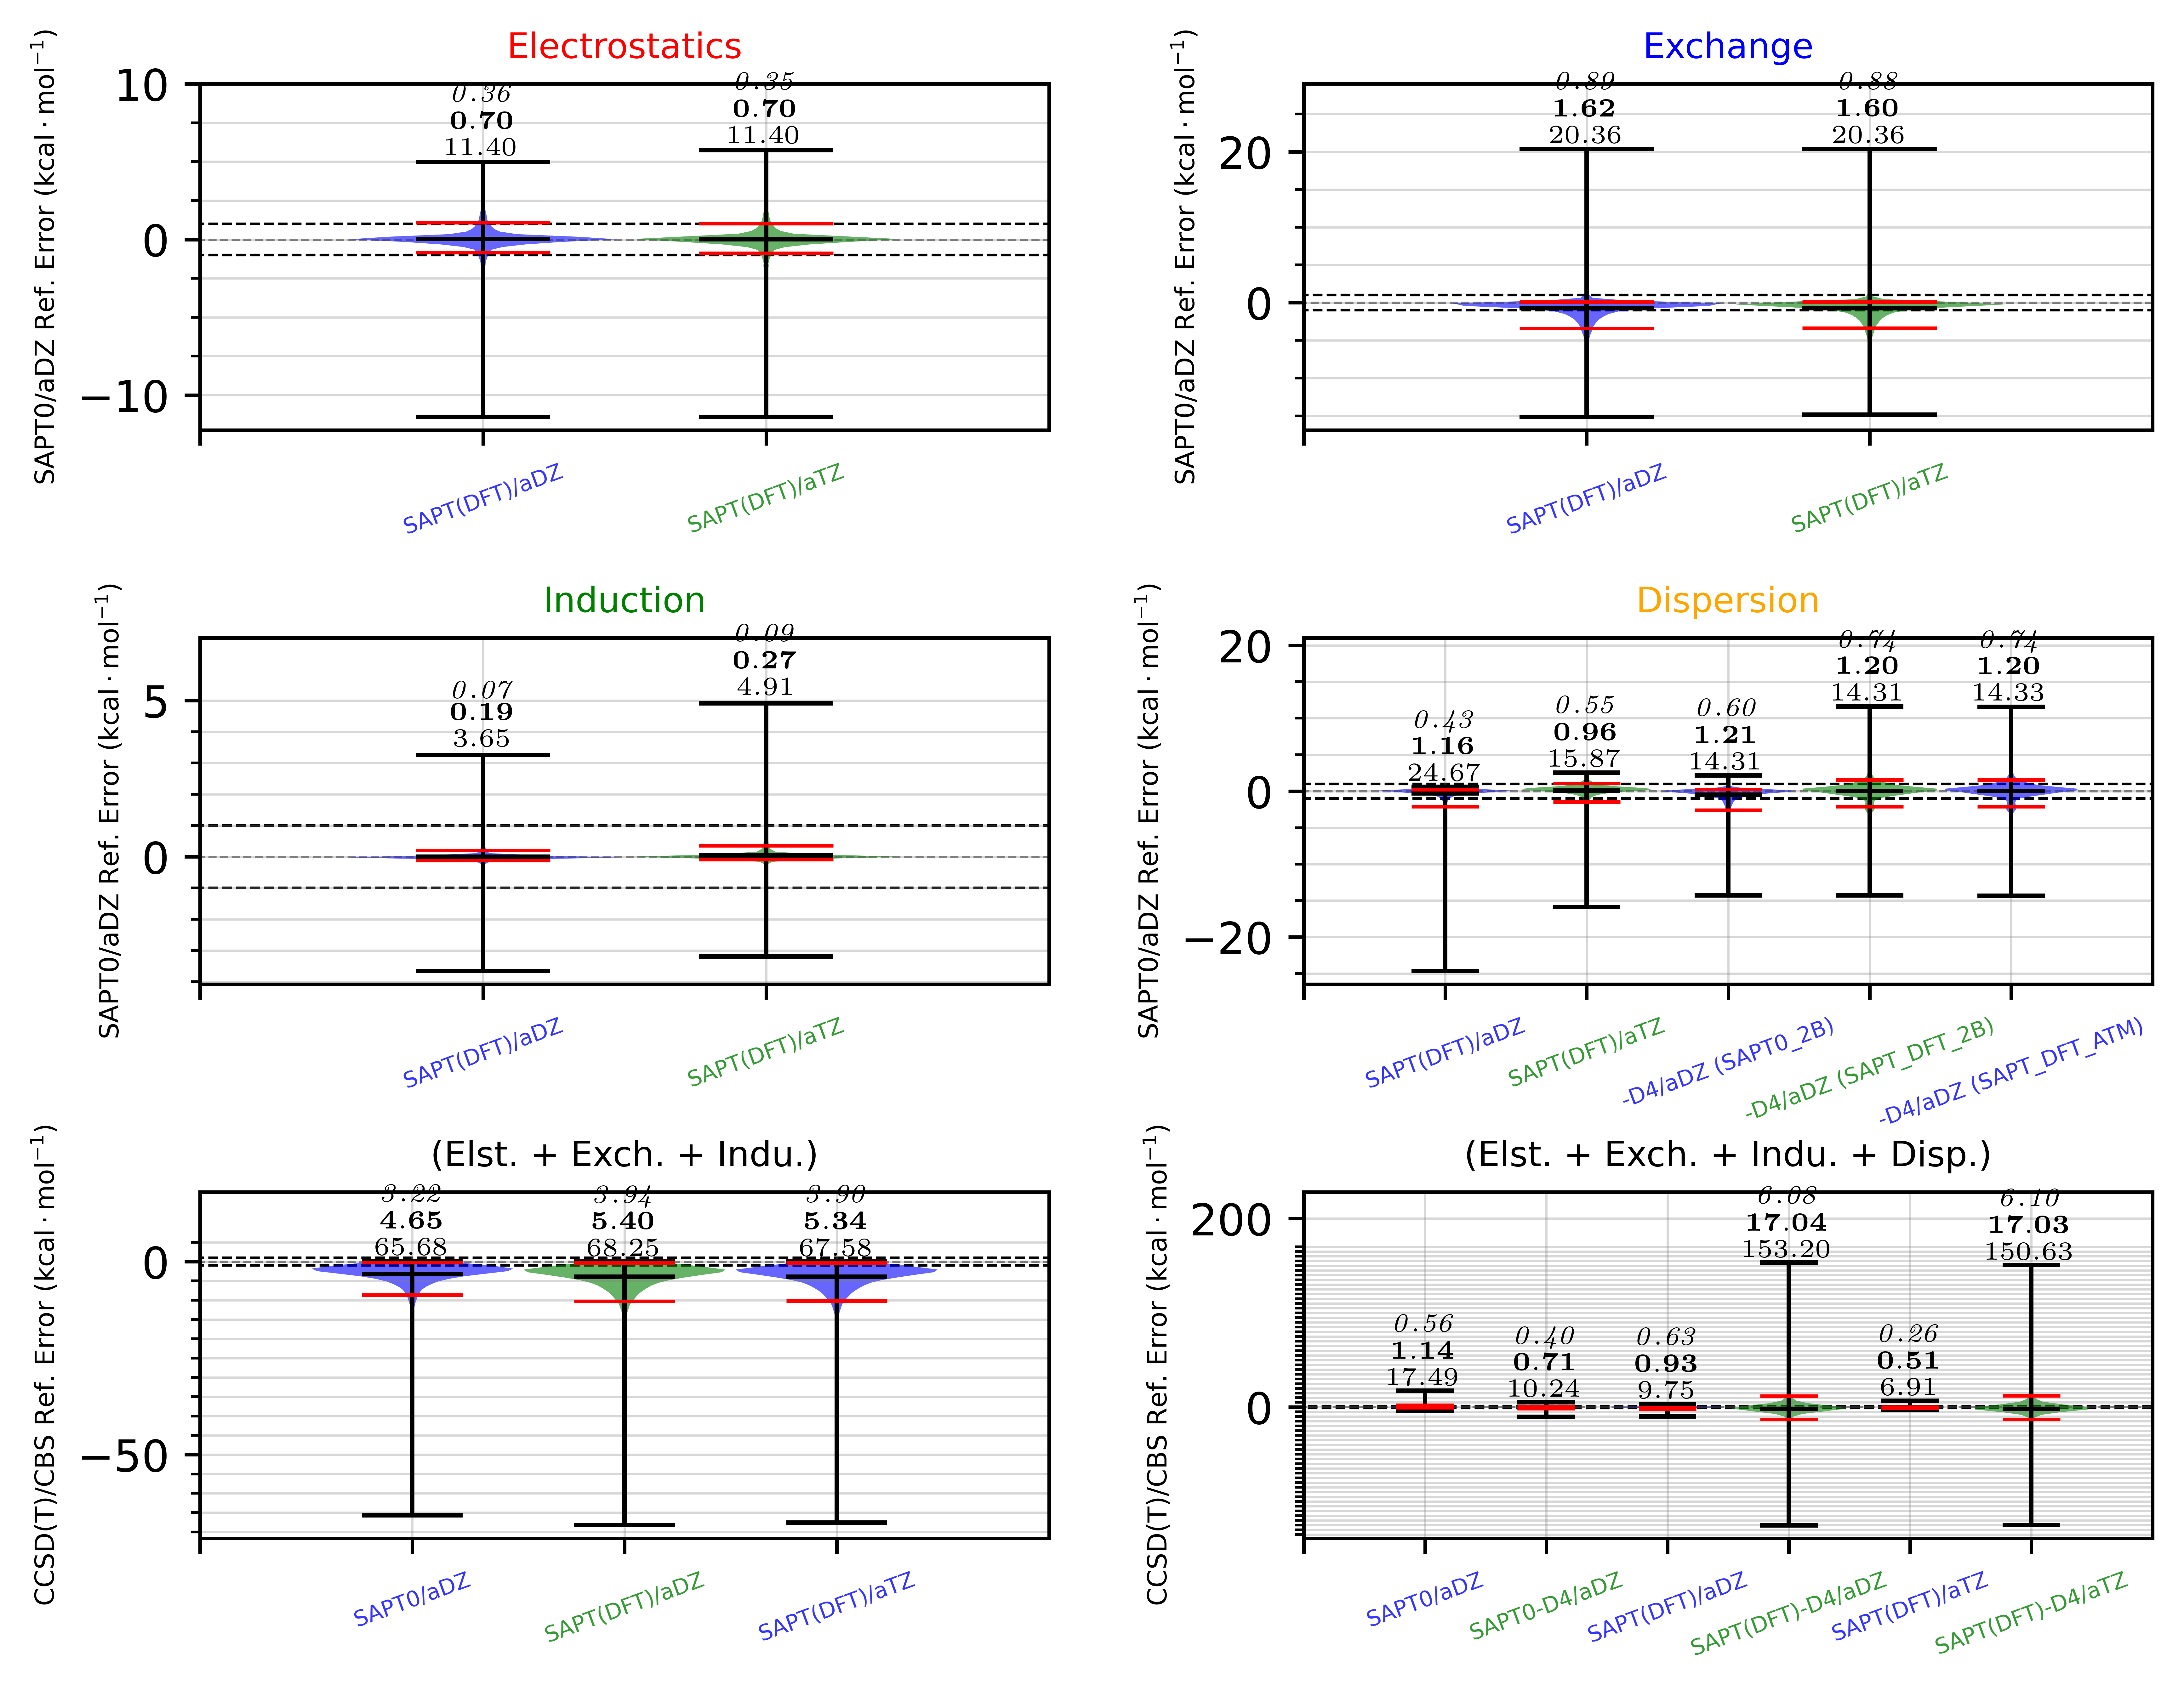 Electrostatics
SAPT0/aDZ Ref. Error (kcal·mol⁻¹)
10
0
−10
0.36
0.70
11.40
0.35
0.70
11.40
SAPT(DFT)/aDZ
SAPT(DFT)/aTZ
Exchange
SAPT0/aDZ Ref. Error (kcal·mol⁻¹)
20
0
0.89
1.62
20.36
0.88
1.60
20.36
SAPT(DFT)/aDZ
SAPT(DFT)/aTZ
Induction
SAPT0/aDZ Ref. Error (kcal·mol⁻¹)
5
0
0.07
0.19
3.65
0.09
0.27
4.91
SAPT(DFT)/aDZ
SAPT(DFT)/aTZ
Dispersion
SAPT0/aDZ Ref. Error (kcal·mol⁻¹)
20
0
−20
0.43
1.16
24.67
0.55
0.96
15.87
0.60
1.21
14.31
0.74
1.20
14.31
0.74
1.20
14.33
SAPT(DFT)/aDZ
SAPT(DFT)/aTZ
-D4/aDZ (SAPT0_2B)
-D4/aDZ (SAPT_DFT_2B)
-D4/aDZ (SAPT_DFT_ATM)
(Elst. + Exch. + Indu.)
CCSD(T)/CBS Ref. Error (kcal·mol⁻¹)
0
−50
3.22
4.65
65.68
3.94
5.40
68.25
3.90
5.34
67.58
SAPT0/aDZ
SAPT(DFT)/aDZ
SAPT(DFT)/aTZ
(Elst. + Exch. + Indu. + Disp.)
CCSD(T)/CBS Ref. Error (kcal·mol⁻¹)
200
0
0.56
1.14
17.49
0.40
0.71
10.24
0.63
0.93
9.75
6.08
17.04
153.20
0.26
0.51
6.91
6.10
17.03
150.63
SAPT0/aDZ
SAPT0-D4/aDZ
SAPT(DFT)/aDZ
SAPT(DFT)-D4/aDZ
SAPT(DFT)/aTZ
SAPT(DFT)-D4/aTZ